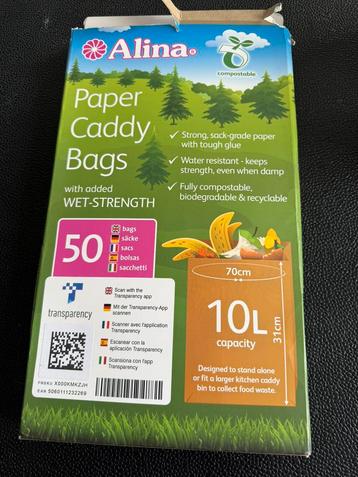 Alina®
compostable
Paper
Caddy
Bags
with added
WET-STRENGTH
✓ Strong, sack-grade paper
with tough glue
✓ Water resistant - keeps
strength, even when damp
✓ Fully compostable,
biodegradable & recyclable
50
bags
säcke
sacs
bolsas
sacchetti
transparency
Scan with the
Transparency app
Mit der Transparency-App
scannen
Scanner avec l'application
Transparency
Escanear con la
aplicación Transparency
Scansiona con l'app
Transparency
FNSKU X000KMKZJH
EAN 5060111232269
70cm
10L
capacity
31cm
Designed to stand alone
or fit a larger kitchen caddy
bin to collect food waste.